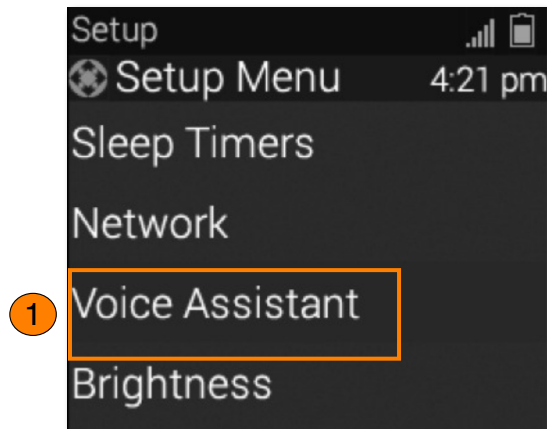 Setup
Setup Menu 4:21 pm
Sleep Timers
Network
1 Voice Assistant
Brightness